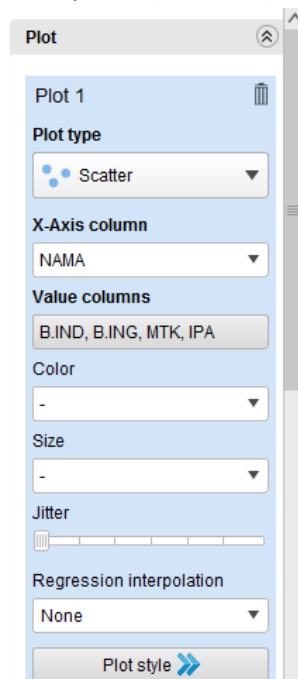 Plot
Plot 1
Plot type
Scatter
X-Axis column
NAMA
Value columns
B.IND, B.ING, MTK, IPA
Color
-
Size
-
Jitter
Regression interpolation
None
Plot style